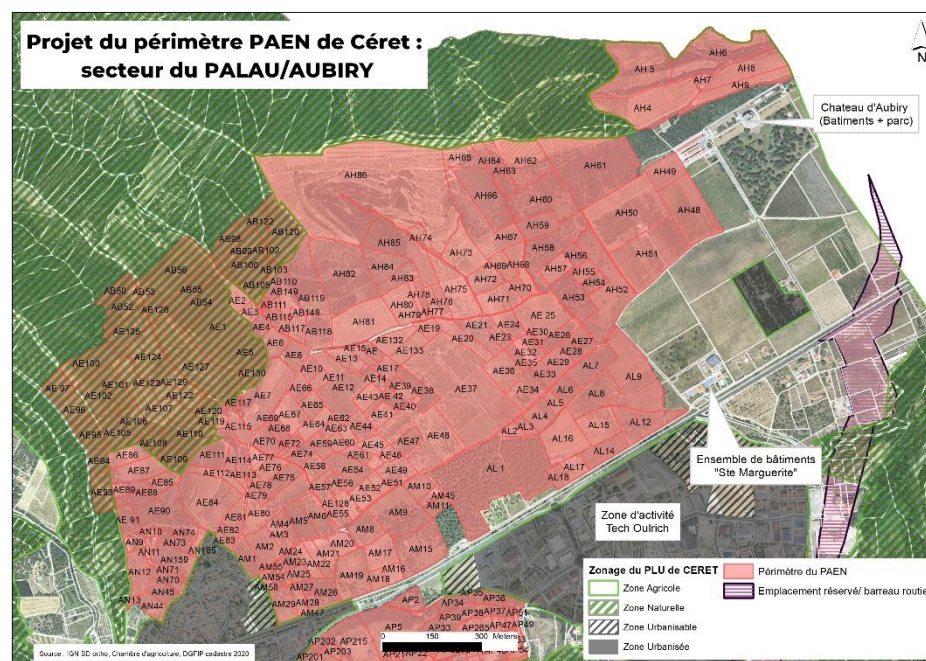 Projet du périmètre PAEN de Céret :
secteur du PALAU/AUBIRY
N
AH6
AH 5
AH8
AH7
AH9
AH4
Chateau d'Aubiry
(Batiments + parc)
AH65
AH64
AH62
AH63
AH61
AH86
AH49
AH66
AH60
AH50
AH48
AB122
AB120
AB98
AH59
AH85
AH74
AH67
AB99
AB102
AH58
AH73
AH51
AB100
AB103
AH84
AH56
AB56
AH82
AH69
AH68
AH57
AH55
AB110
AH83
AH72
AH54
AB50
AB53
AB55
AB109
AB149
AB119
AH78
AH75
AH70
AH52
AB52
AE126
AB54
AE2
AB111
AH80
AH76
AH71
AH53
AE3
AB115
AB148
AH79
AH77
AE 25
AE125
AE1
AE4
AB117
AB118
AH81
AE19
AE21
AE24
AE132
AE20
AE23
AE30
AE26
AE27
AE6
AE31
AE100
AE124
AE5
AE8
AE15
AE
AE133
AE32
AE28
AE127
AE13
AE35
AL7
AE10
AE17
AE36
AE33
AL9
AE 97
AE101
AE123
AE129
AE130
AE11
AE14
AE66
AE12
AE39
AE38
AE37
AE34
AL6
AL8
AE102
AE122
AE7
AE43
AE 42
AL5
AE96
AE107
AE120
AE117
AE65
AE40
AE106
AE119
AE69
AE67
AE62
AE41
AL4
AE115
AE64
AE44
AL3
AL15
AL12
AE95
AE105
AE110
AE68
AE63
AL2
AE108
AE70
AE72
AE59
AE60
AE45
AE47
AE48
AL16
AE94
AE86
AE111
AE77
AE74
AE61
AE46
AL14
AE109
AE114
AE76
AE58
AE87
AE54
AE49
AL 1
AL17
AE112
AE113
AE75
AL18
AE93
AE89
AE85
AE78
AE57
AE56
AE52
AE51
AM10
AE88
AE79
AE53
AM45
AE84
AE128
AM11
AE90
AE55
AM9
AE 91
AE81
AE80
AM5
AM6
AM4
AN10
AN74
AE82
AM3
AM8
AN9
AN73
AN185
AE83
AM20
AN11
AM2
AM24
AM21
AM17
AM15
AN159
AM1
AM23
AM22
AN12
AN71
AM55
AM16
AN70
AM54
AM25
AM19
AM18
AM58
AM27
AN45
AM26
AN13
AN44
AM29
AM28
AM47
AP2
AP35
AP34
AP36
AP39
AP38
AP37
AP51
AP5
AP33
AP265
AP47
AP49
AP202
AP215
AP203
AP201
Ensemble de bâtiments
"Ste Marguerite"
Zone d'activité
Tech Oulrich
Zonage du PLU de CERET
Zone Agricole
Zone Naturelle
Zone Urbanisable
Zone Urbanisée
Périmètre du PAEN
Emplacement réservé/ barreau routie
0 150 300 Meters
Source : IGN BD ortho, Chambre d'agriculture, DGFIP cadastre 2020